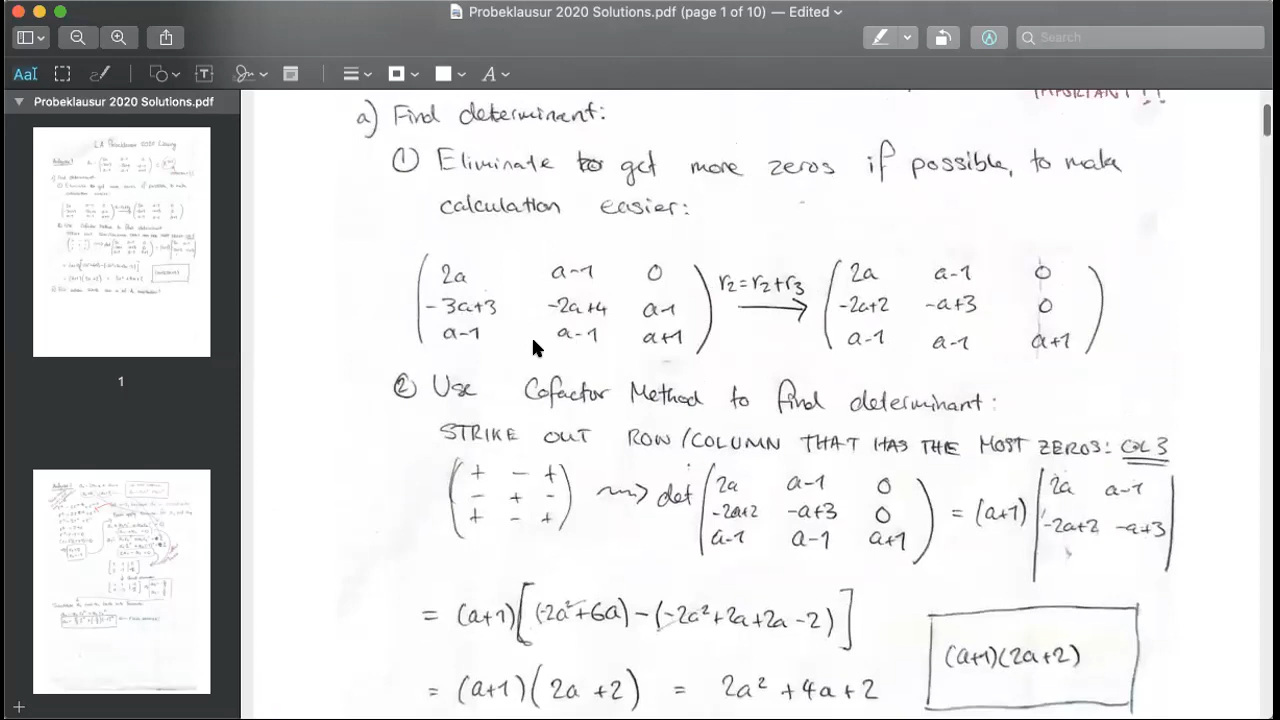 Probeklausur 2020 Solutions.pdf (page 1 of 10) — Edited
Search
Probeklausur 2020 Solutions.pdf
1
IMPORTANT!!
a) Find determinant:
① Eliminate to get more zeros if possible, to make
calculation easier:
( 2a a-1 0 ) r2=r2+r3 ( 2a a-1 0 )
( -3a+3 -2a+4 a-1 ) → ( -2a+2 -a+3 0 )
( a-1 a-1 a+1 ) ( a-1 a-1 a+1 )
② Use Cofactor Method to find determinant:
STRIKE OUT ROW/COLUMN THAT HAS THE MOST ZEROS: COL 3
( + - + ) ( 2a a-1 0 ) | 2a a-1 |
( - + - ) ⇝ det ( -2a+2 -a+3 0 ) = (a+1) | -2a+2 -a+3 |
( + - + ) ( a-1 a-1 a+1 )
= (a+1)[(-2a²+6a)-(-2a²+2a+2a-2)]
(a+1)(2a+2)
= (a+1)(2a+2) = 2a²+4a+2